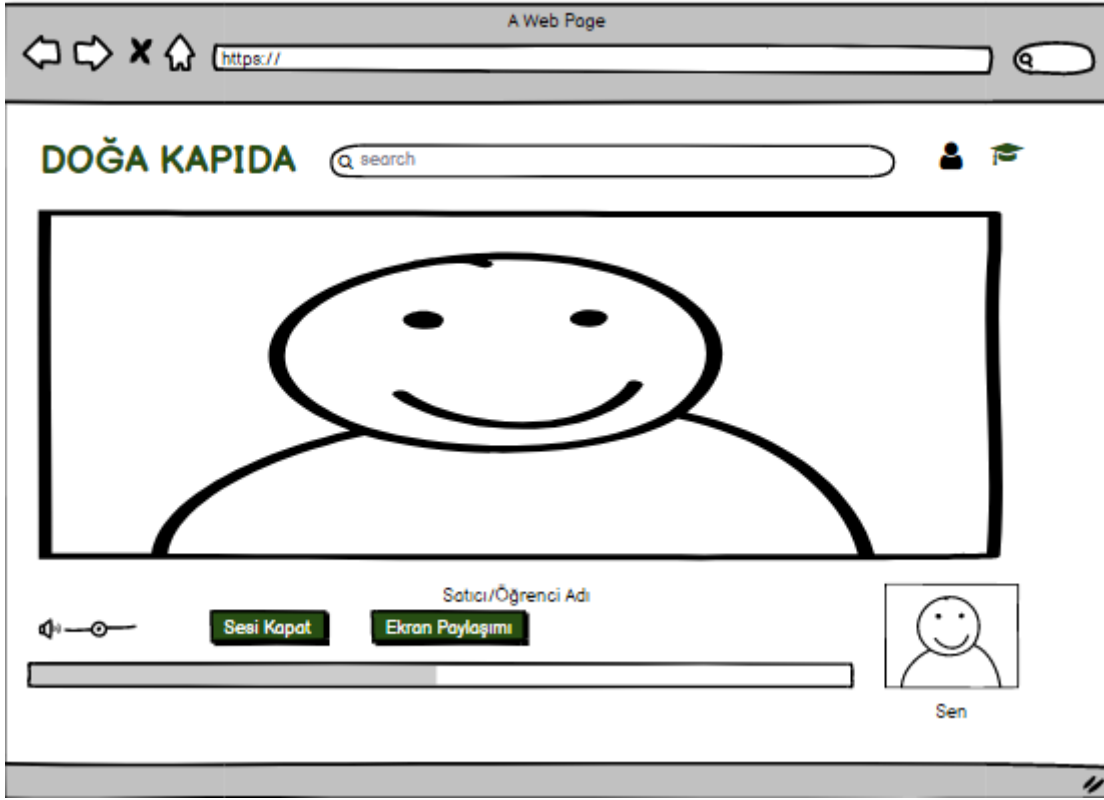 A Web Page
https://
DOĞA KAPIDA
search
Satıcı/Öğrenci Adı
Sesi Kapat
Ekran Paylaşımı
Sen